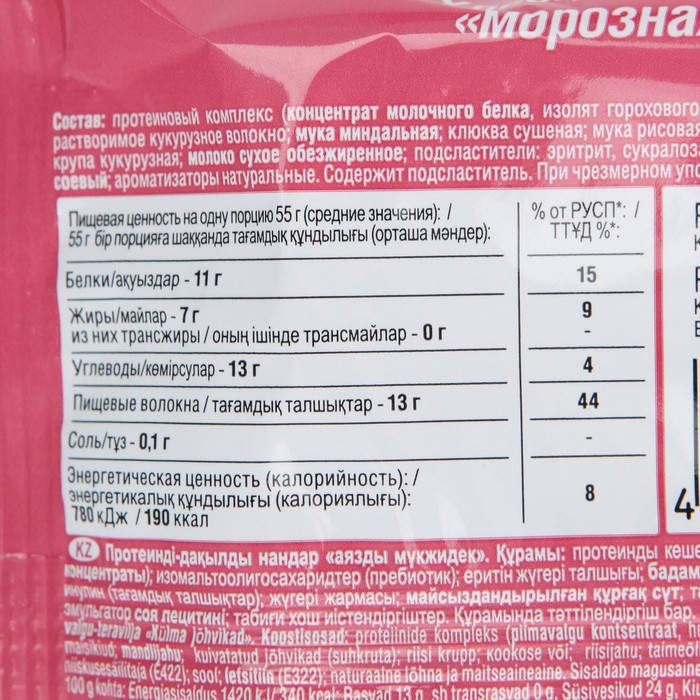 «морозна
Состав: протеиновый комплекс (концентрат молочного белка, изолят горохового
растворимое кукурузное волокно; мука миндальная; клюква сушеная; мука рисовая
крупа кукурузная; молоко сухое обезжиренное; подсластители: эритрит, сукралоза
соевый; ароматизаторы натуральные. Содержит подсластитель. При чрезмерном упо
Пищевая ценность на одну порцию 55 г (средние значения): /
55 г бір порцияға шаққанда тағамдық құндылығы (орташа мәндер):
% от РУСП*: /
ТТҰД %*:
Белки/ақуыздар - 11 г
15
Жиры/майлар - 7 г
9
из них трансжиры / оның ішінде трансмайлар - 0 г
-
Углеводы/көмірсулар - 13 г
4
Пищевые волокна / тағамдық талшықтар - 13 г
44
Соль/тұз - 0,1 г
-
Энергетическая ценность (калорийность): /
энергетикалық құндылығы (калориялығы):
780 кДж / 190 ккал
8
4
KZ Протеинді-дақылды нандар «аязды мүкжидек». Құрамы: протеинды кеше
концентраты); изомальтоолигосахаридтер (пребиотик); еритін жүгері талшығы; бадам
инулин (тағамдық талшықтар); жүгері жармасы; майсыздандырылған құрғақ сүт; тә
эмульгатор соя лецитині; табиғи хош иістендіргіштер. Құрамында тәттілендіргіш бар.
valgu-teravilja «Külma jõhvikad». Koostisosad: proteiinide kompleks (piimavalgu kontsentraat, h
maisikiud; mandlijahu; kuivatatud jõhvikad (suhkruta); riisi krupp; kookose või; riisijahu; taimeõl
niiskusesäilitaja (E422); sool; letsitiin (E322); naturaalne lõhna ja maitseaineaine. Sisaldab magusain
100 g kohta: Energiasisaldus 1420 kJ/ 340 kcal; Rasvad 13 g, sh transrasvad 0 g, Süsivesikud 24 g, Ki